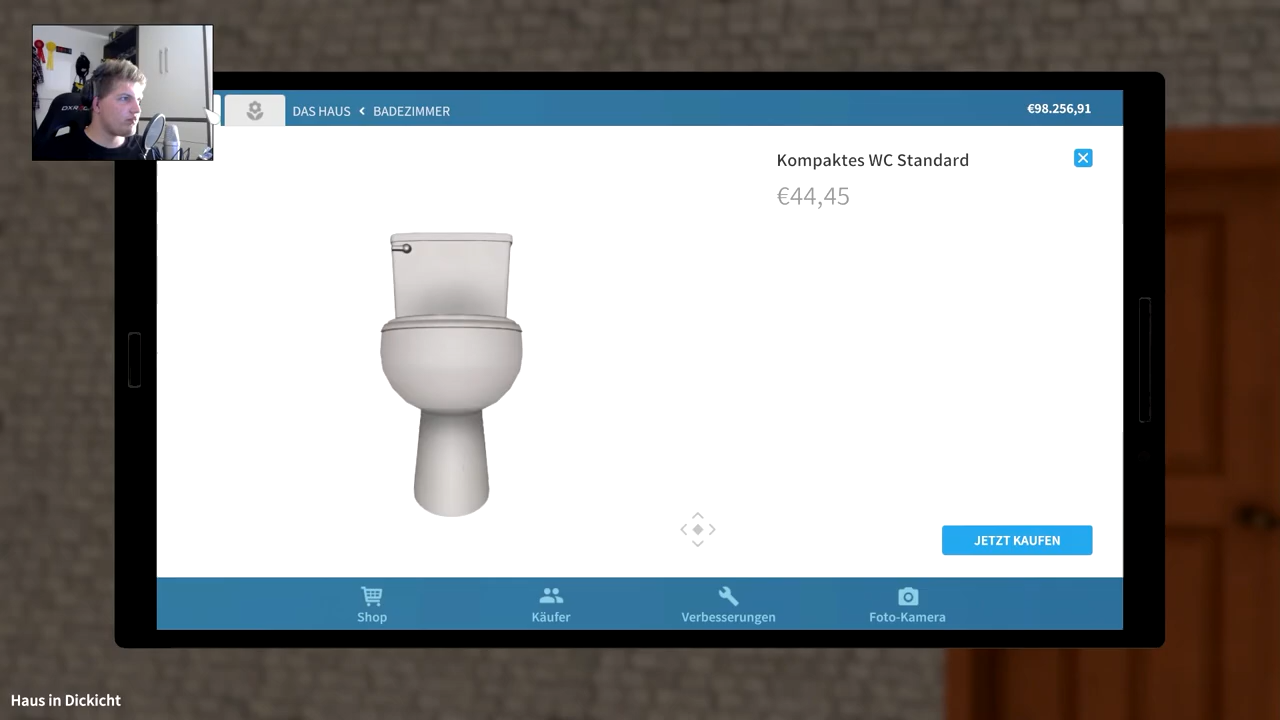 DXR
DAS HAUS < BADEZIMMER
€98.256,91
Kompaktes WC Standard
€44,45
JETZT KAUFEN
Shop
Käufer
Verbesserungen
Foto-Kamera
Haus in Dickicht